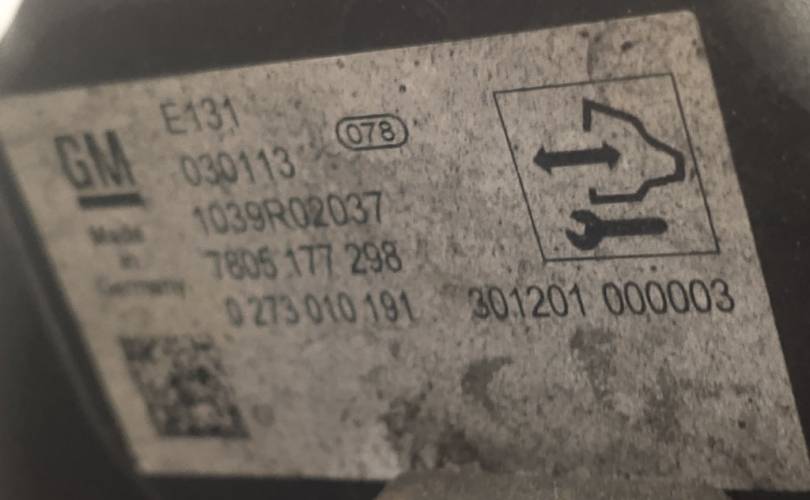 E131
078
GM
030113
1039R02037
Made
in
Germany
7805 177 298
0 273 010 191
301201 000003